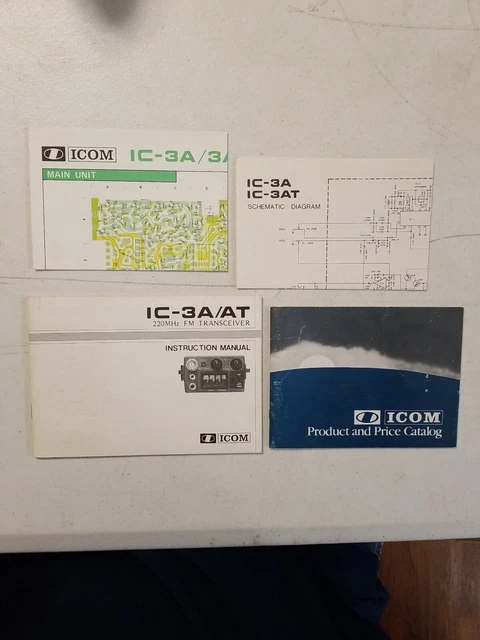 ICOM IC-3A/3A
MAIN UNIT
IC-3A
IC-3AT
SCHEMATIC DIAGRAM
IC-3A/AT
220MHz FM TRANSCEIVER
INSTRUCTION MANUAL
ICOM
ICOM
Product and Price Catalog